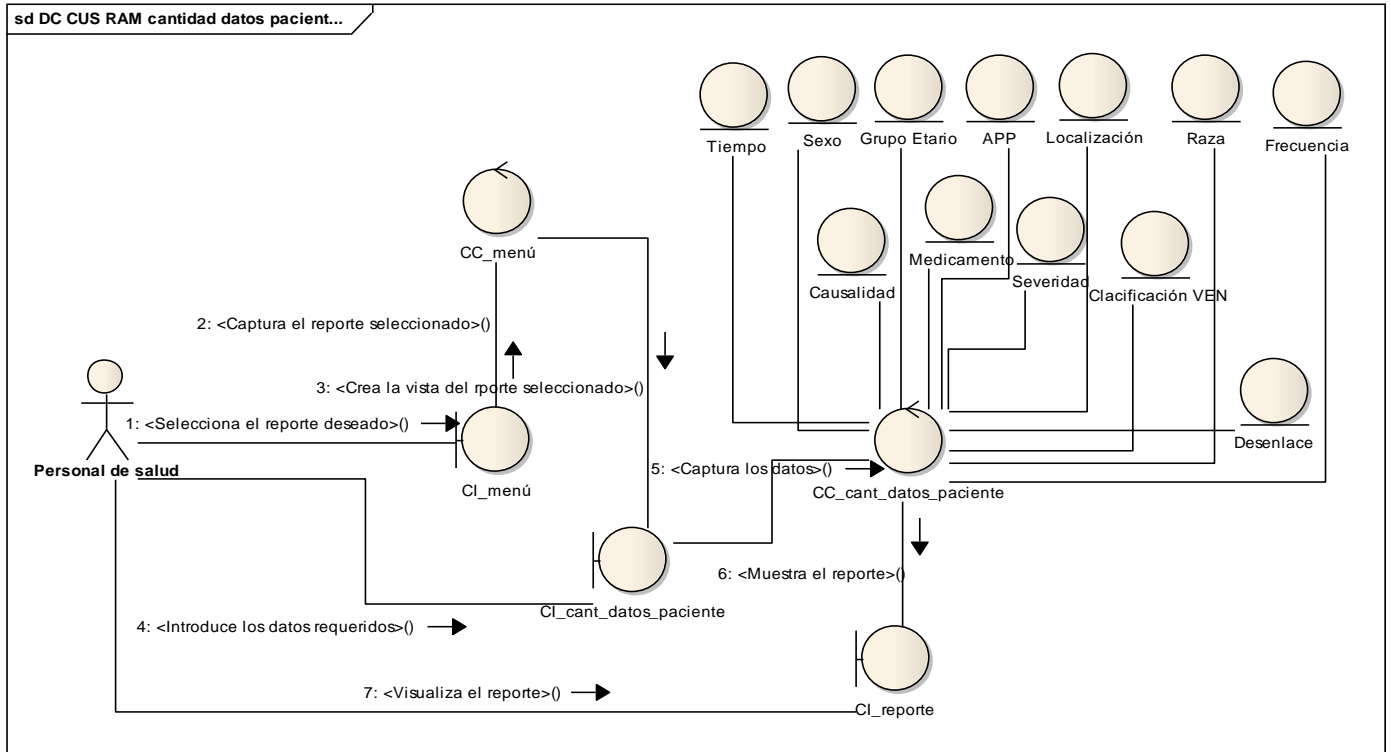 sd DC CUS RAM cantidad datos pacient...
Tiempo
Sexo
Grupo Etario
APP
Localización
Raza
Frecuencia
CC_menú
Causalidad
Medicamento
Severidad
Clacificación VEN
2: <Captura el reporte seleccionado>()
3: <Crea la vista del rporte seleccionado>()
1: <Selecciona el reporte deseado>()
Personal de salud
CI_menú
5: <Captura los datos>()
CC_cant_datos_paciente
Desenlace
6: <Muestra el reporte>()
CI_cant_datos_paciente
4: <Introduce los datos requeridos>()
7: <Visualiza el reporte>()
CI_reporte